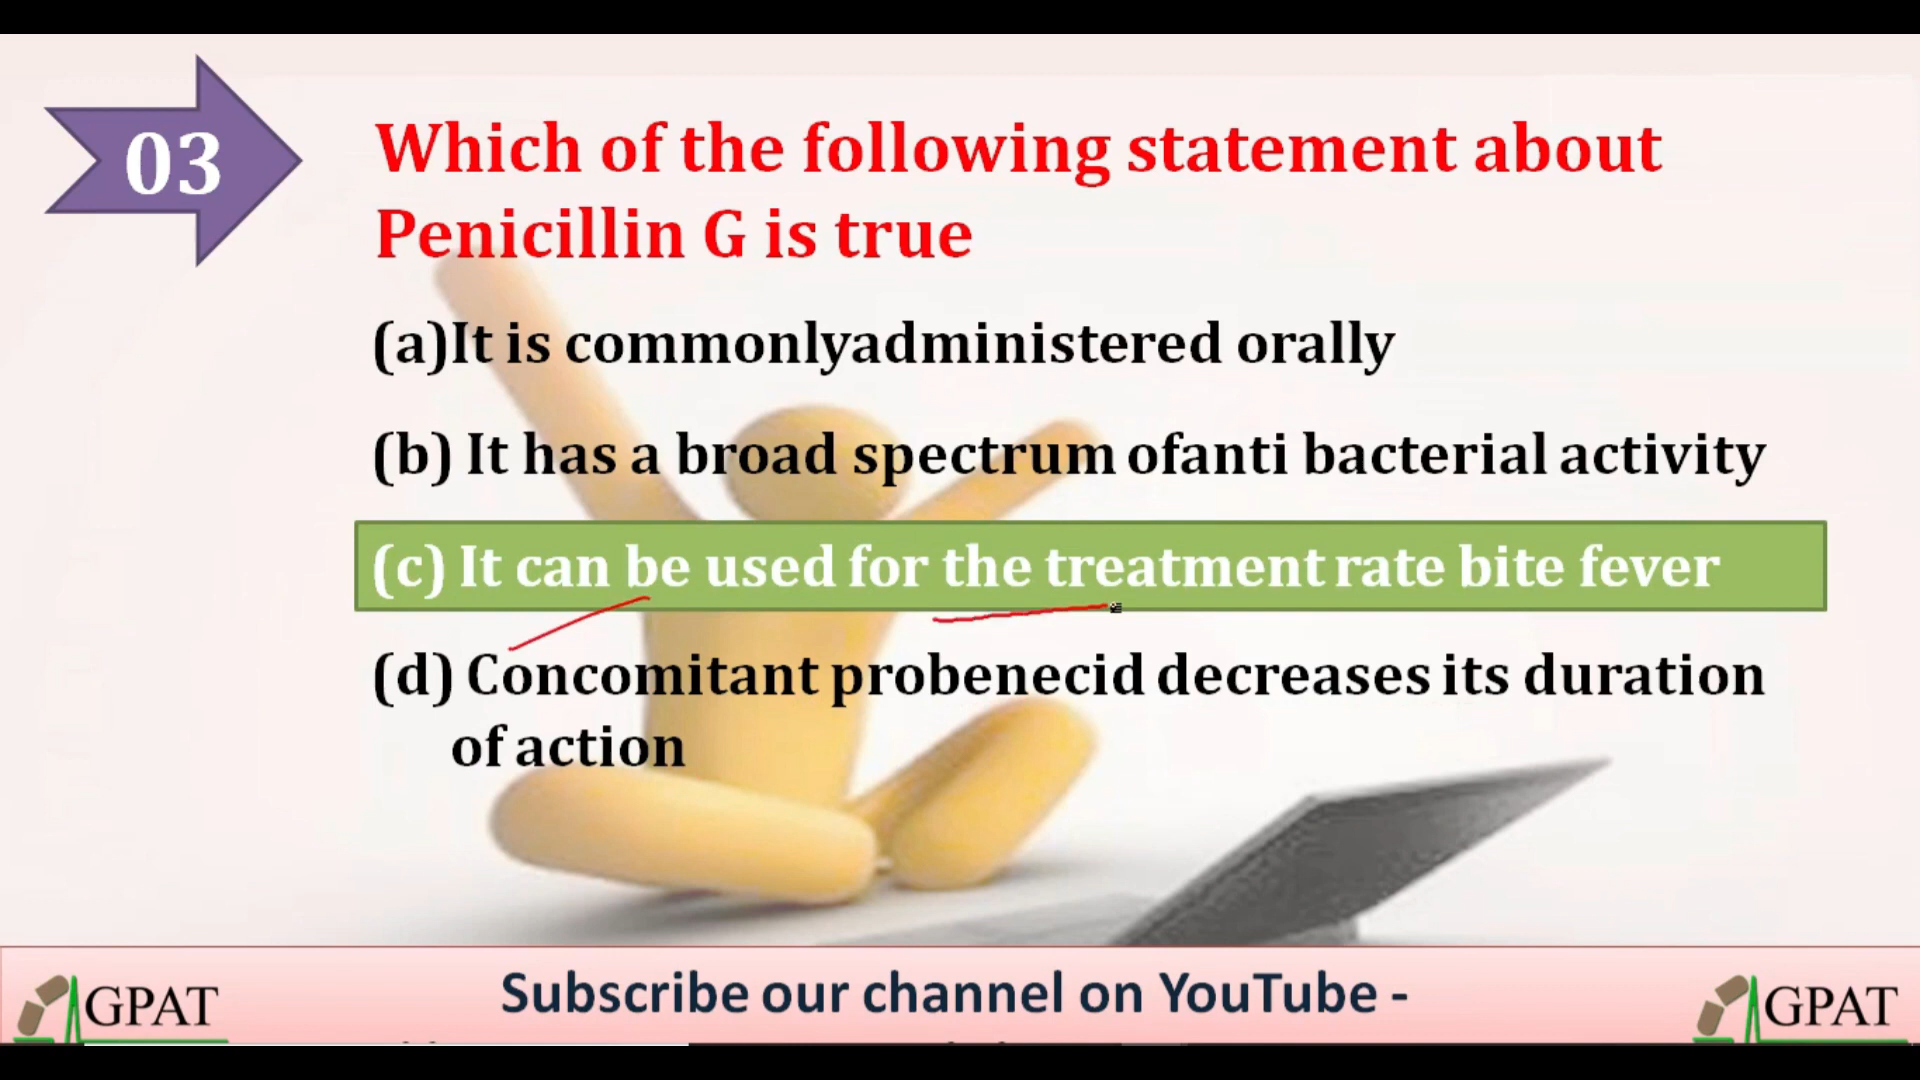 03
Which of the following statement about
Penicillin G is true
(a)It is commonlyadministered orally
(b) It has a broad spectrum ofanti bacterial activity
(c) It can be used for the treatment rate bite fever
(d) Concomitant probenecid decreases its duration
of action
GPAT
Subscribe our channel on YouTube -
GPAT